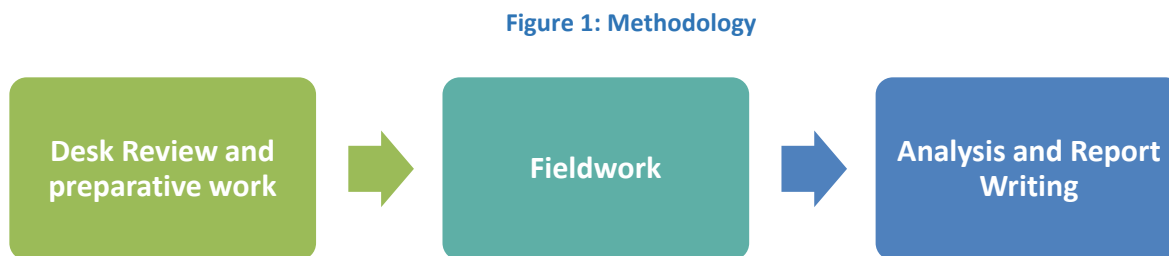 Figure 1: Methodology
Desk Review and
preparative work
Fieldwork
Analysis and Report
Writing